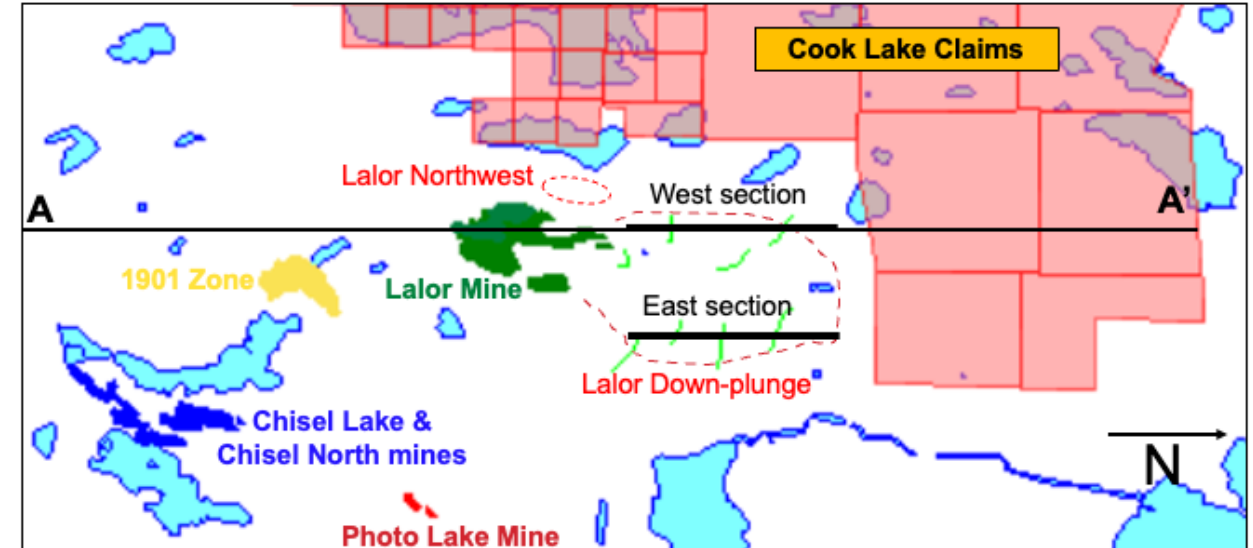 Cook Lake Claims
Lalor Northwest
West section
A
A'
1901 Zone
Lalor Mine
East section
Lalor Down-plunge
Chisel Lake &
Chisel North mines
N
Photo Lake Mine